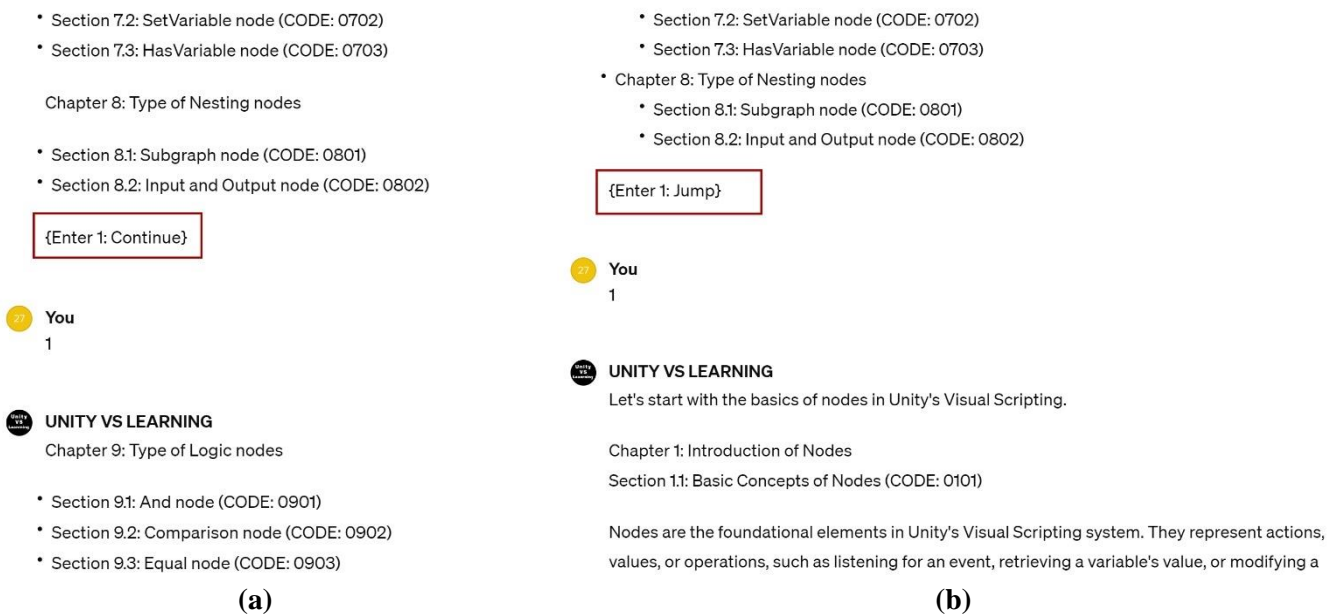 • Section 7.2: SetVariable node (CODE: 0702)
• Section 7.3: HasVariable node (CODE: 0703)
Chapter 8: Type of Nesting nodes
• Section 8.1: Subgraph node (CODE: 0801)
• Section 8.2: Input and Output node (CODE: 0802)
{Enter 1: Continue}
27 You
1
Unity VS Learning
UNITY VS LEARNING
Chapter 9: Type of Logic nodes
• Section 9.1: And node (CODE: 0901)
• Section 9.2: Comparison node (CODE: 0902)
• Section 9.3: Equal node (CODE: 0903)
(a)
• Section 7.2: SetVariable node (CODE: 0702)
• Section 7.3: HasVariable node (CODE: 0703)
• Chapter 8: Type of Nesting nodes
• Section 8.1: Subgraph node (CODE: 0801)
• Section 8.2: Input and Output node (CODE: 0802)
{Enter 1: Jump}
27 You
1
Unity VS Learning
UNITY VS LEARNING
Let's start with the basics of nodes in Unity's Visual Scripting.
Chapter 1: Introduction of Nodes
Section 1.1: Basic Concepts of Nodes (CODE: 0101)
Nodes are the foundational elements in Unity's Visual Scripting system. They represent actions,
values, or operations, such as listening for an event, retrieving a variable's value, or modifying a
(b)